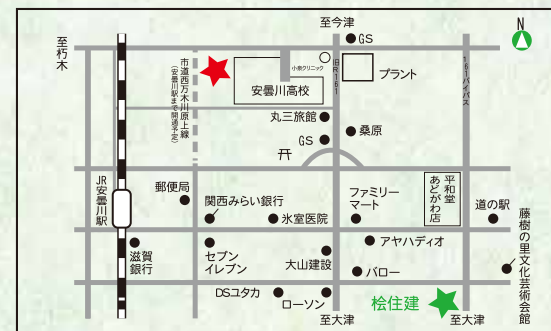 至今津
N
GS
至朽木
市道西万木川原上線
(安曇川駅まで開通予定)
小泉クリニック
旧R161
プラント
161バイパス
安曇川高校
丸三旅館
GS
桑原
JR安曇川駅
郵便局
関西みらい銀行
氷室医院
ファミリー
マート
平和堂
あどがわ店
道の駅
藤樹の里文化芸術会館
滋賀
銀行
セブン
イレブン
大山建設
アヤハディオ
バロー
DSユタカ
ローソン
桧住建
至大津
至大津